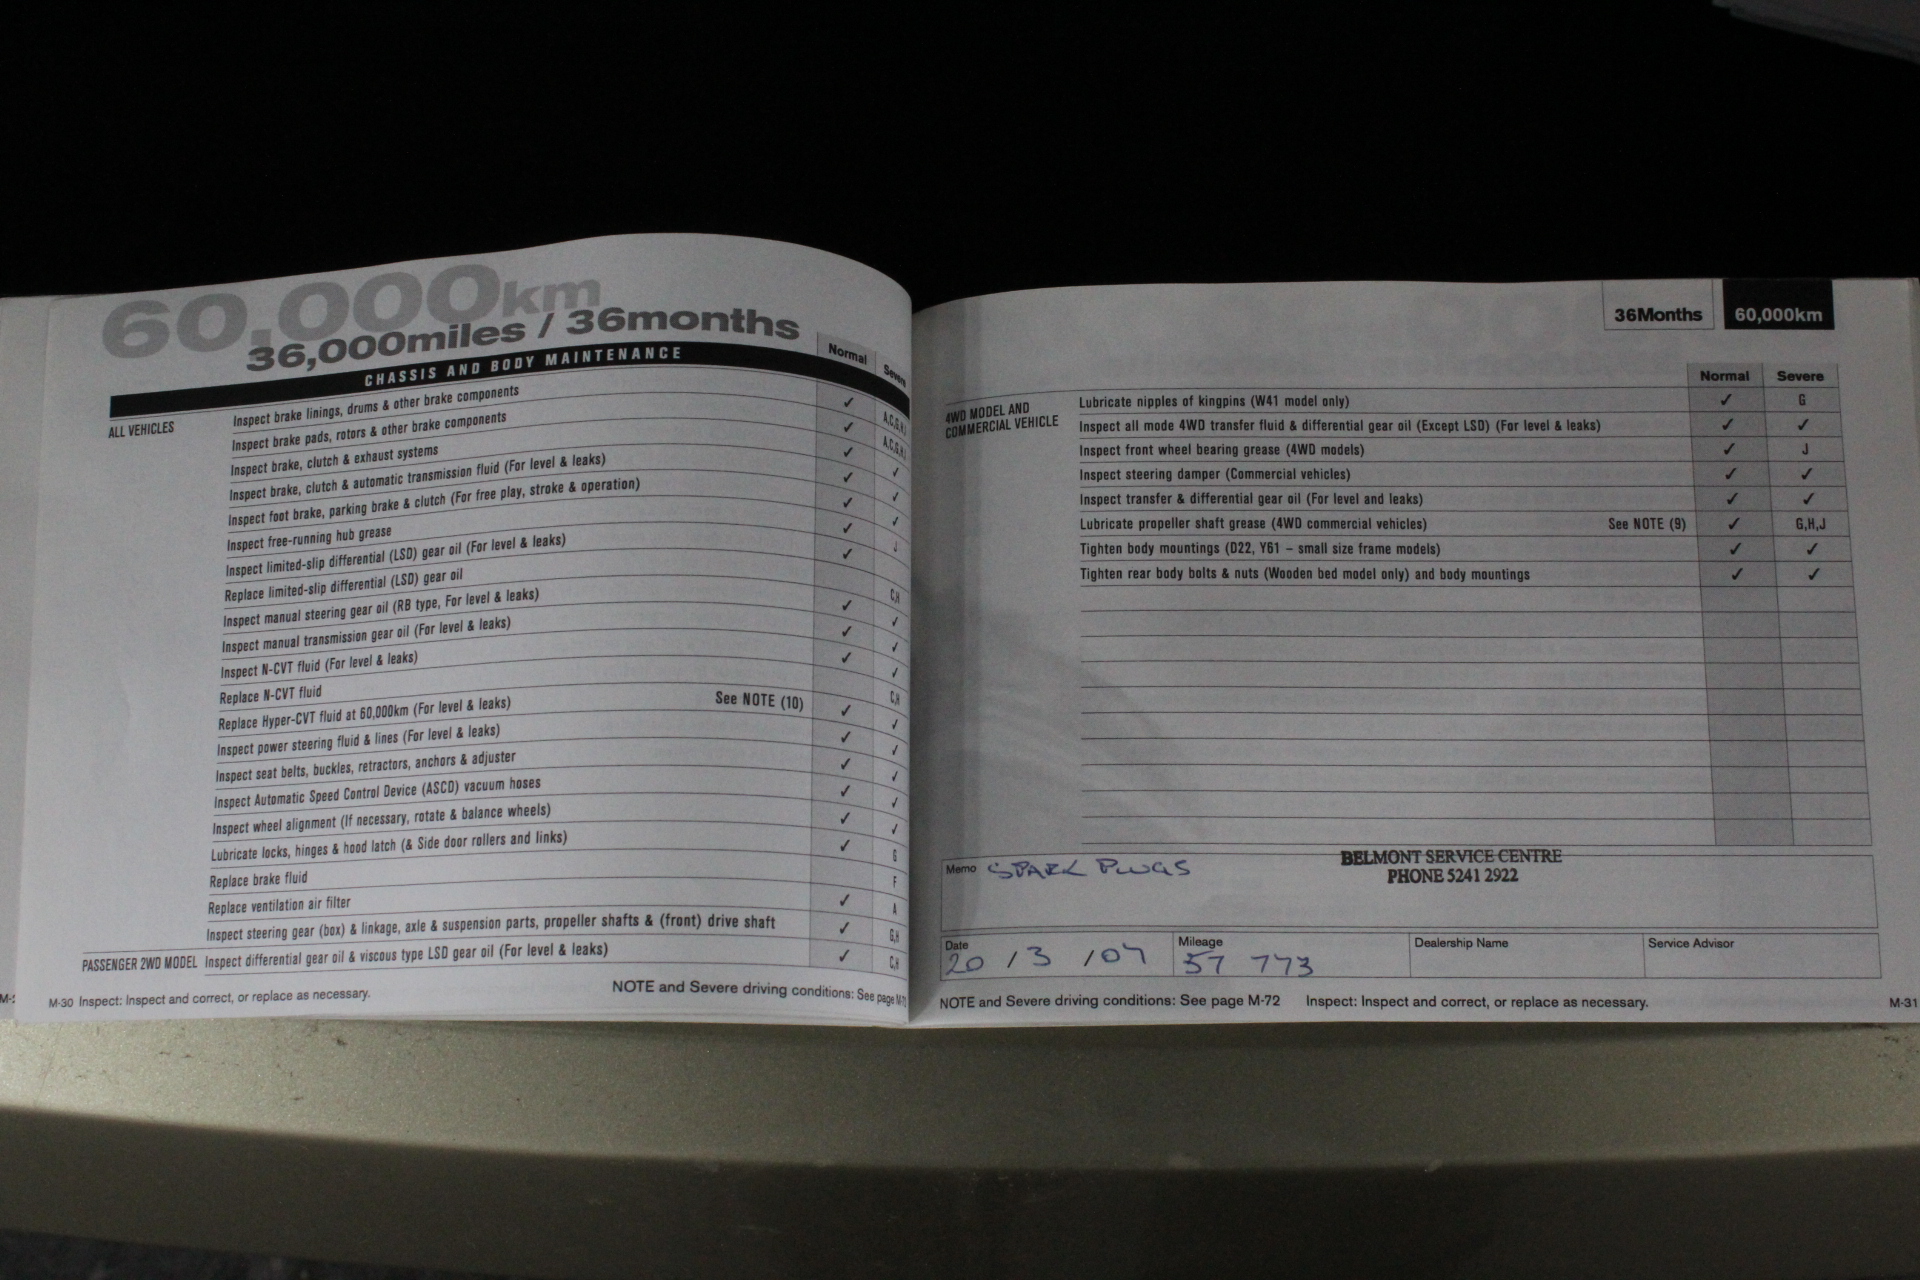 60,000km
36,000miles / 36months
CHASSIS AND BODY MAINTENANCE
Normal Severe
ALL VEHICLES
Inspect brake linings, drums & other brake components ✓ A,C,G,H,
Inspect brake pads, rotors & other brake components ✓ A,C,G,H,
Inspect brake, clutch & exhaust systems ✓ ✓
Inspect brake, clutch & automatic transmission fluid (For level & leaks) ✓ ✓
Inspect foot brake, parking brake & clutch (For free play, stroke & operation) ✓ ✓
Inspect free-running hub grease ✓ J
Inspect limited-slip differential (LSD) gear oil (For level & leaks) ✓
Replace limited-slip differential (LSD) gear oil C,H
Inspect manual steering gear oil (RB type, For level & leaks) ✓ ✓
Inspect manual transmission gear oil (For level & leaks) ✓ ✓
Inspect N-CVT fluid (For level & leaks) ✓ ✓
Replace N-CVT fluid C,H
Replace Hyper-CVT fluid at 60,000km (For level & leaks) See NOTE (10) ✓ ✓
Inspect power steering fluid & lines (For level & leaks) ✓ ✓
Inspect seat belts, buckles, retractors, anchors & adjuster ✓ ✓
Inspect Automatic Speed Control Device (ASCD) vacuum hoses ✓ ✓
Inspect wheel alignment (If necessary, rotate & balance wheels) ✓ ✓
Lubricate locks, hinges & hood latch (& Side door rollers and links) ✓ G
Replace brake fluid F
Replace ventilation air filter ✓ A
Inspect steering gear (box) & linkage, axle & suspension parts, propeller shafts & (front) drive shaft ✓ G,H
PASSENGER 2WD MODEL Inspect differential gear oil & viscous type LSD gear oil (For level & leaks) ✓ C,H
M-30 Inspect: Inspect and correct, or replace as necessary. NOTE and Severe driving conditions: See page M-72
36Months 60,000km
Normal Severe
4WD MODEL AND
COMMERCIAL VEHICLE
Lubricate nipples of kingpins (W41 model only) ✓ G
Inspect all mode 4WD transfer fluid & differential gear oil (Except LSD) (For level & leaks) ✓ ✓
Inspect front wheel bearing grease (4WD models) ✓ J
Inspect steering damper (Commercial vehicles) ✓ ✓
Inspect transfer & differential gear oil (For level and leaks) ✓ ✓
Lubricate propeller shaft grease (4WD commercial vehicles) See NOTE (9) ✓ G,H,J
Tighten body mountings (D22, Y61 – small size frame models) ✓ ✓
Tighten rear body bolts & nuts (Wooden bed model only) and body mountings ✓ ✓
Memo SPARK PLUGS
BELMONT SERVICE CENTRE
PHONE 5241 2922
Date Mileage Dealership Name Service Advisor
20 / 3 / 07 57 773
NOTE and Severe driving conditions: See page M-72 Inspect: Inspect and correct, or replace as necessary. M-31